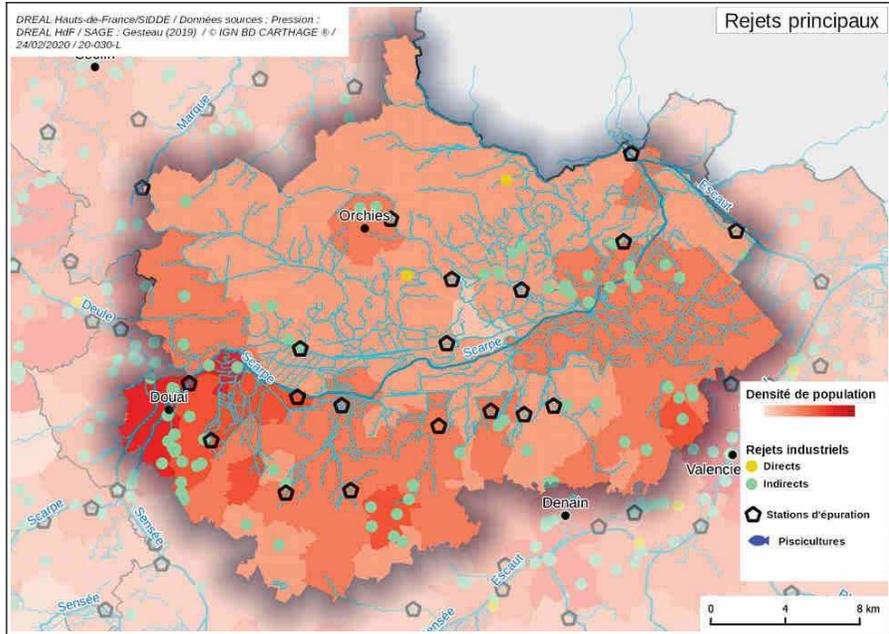 DREAL Hauts-de-France/SIDDE / Données sources : Pression :
DREAL HdF / SAGE : Gesteau (2019)  / © IGN BD CARTHAGE ® /
24/02/2020 / 20-030-L
Rejets principaux
Marque
Orchies
Escaut
Deule
Scarpe
Scarpe
Douai
Densité de population
Rejets industriels
Directs
Indirects
Stations d'épuration
Piscicultures
Valencie
Denain
Scarpe
Sensée
Escaut
Sensée
ensée
0 4 8 km